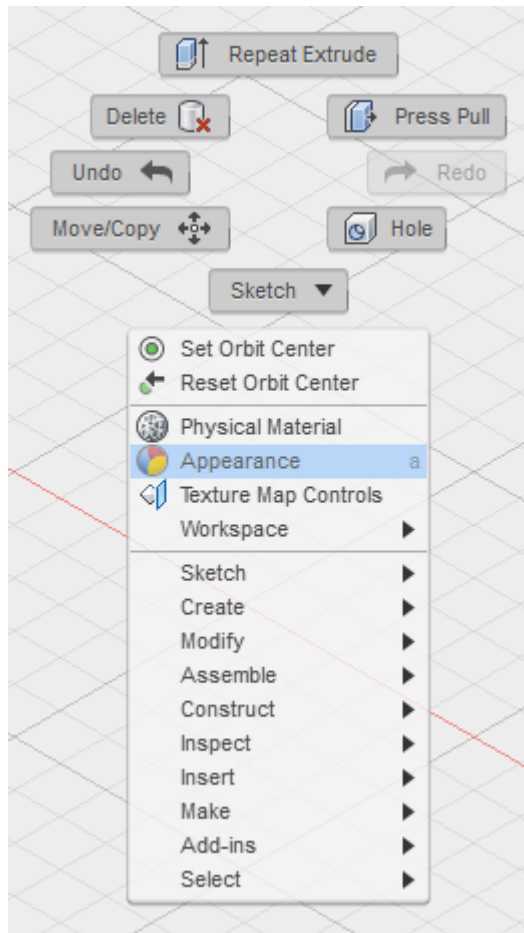 Repeat Extrude
Delete
Press Pull
Undo
Redo
Move/Copy
Hole
Sketch
Set Orbit Center
Reset Orbit Center
Physical Material
Appearance a
Texture Map Controls
Workspace
Sketch
Create
Modify
Assemble
Construct
Inspect
Insert
Make
Add-ins
Select